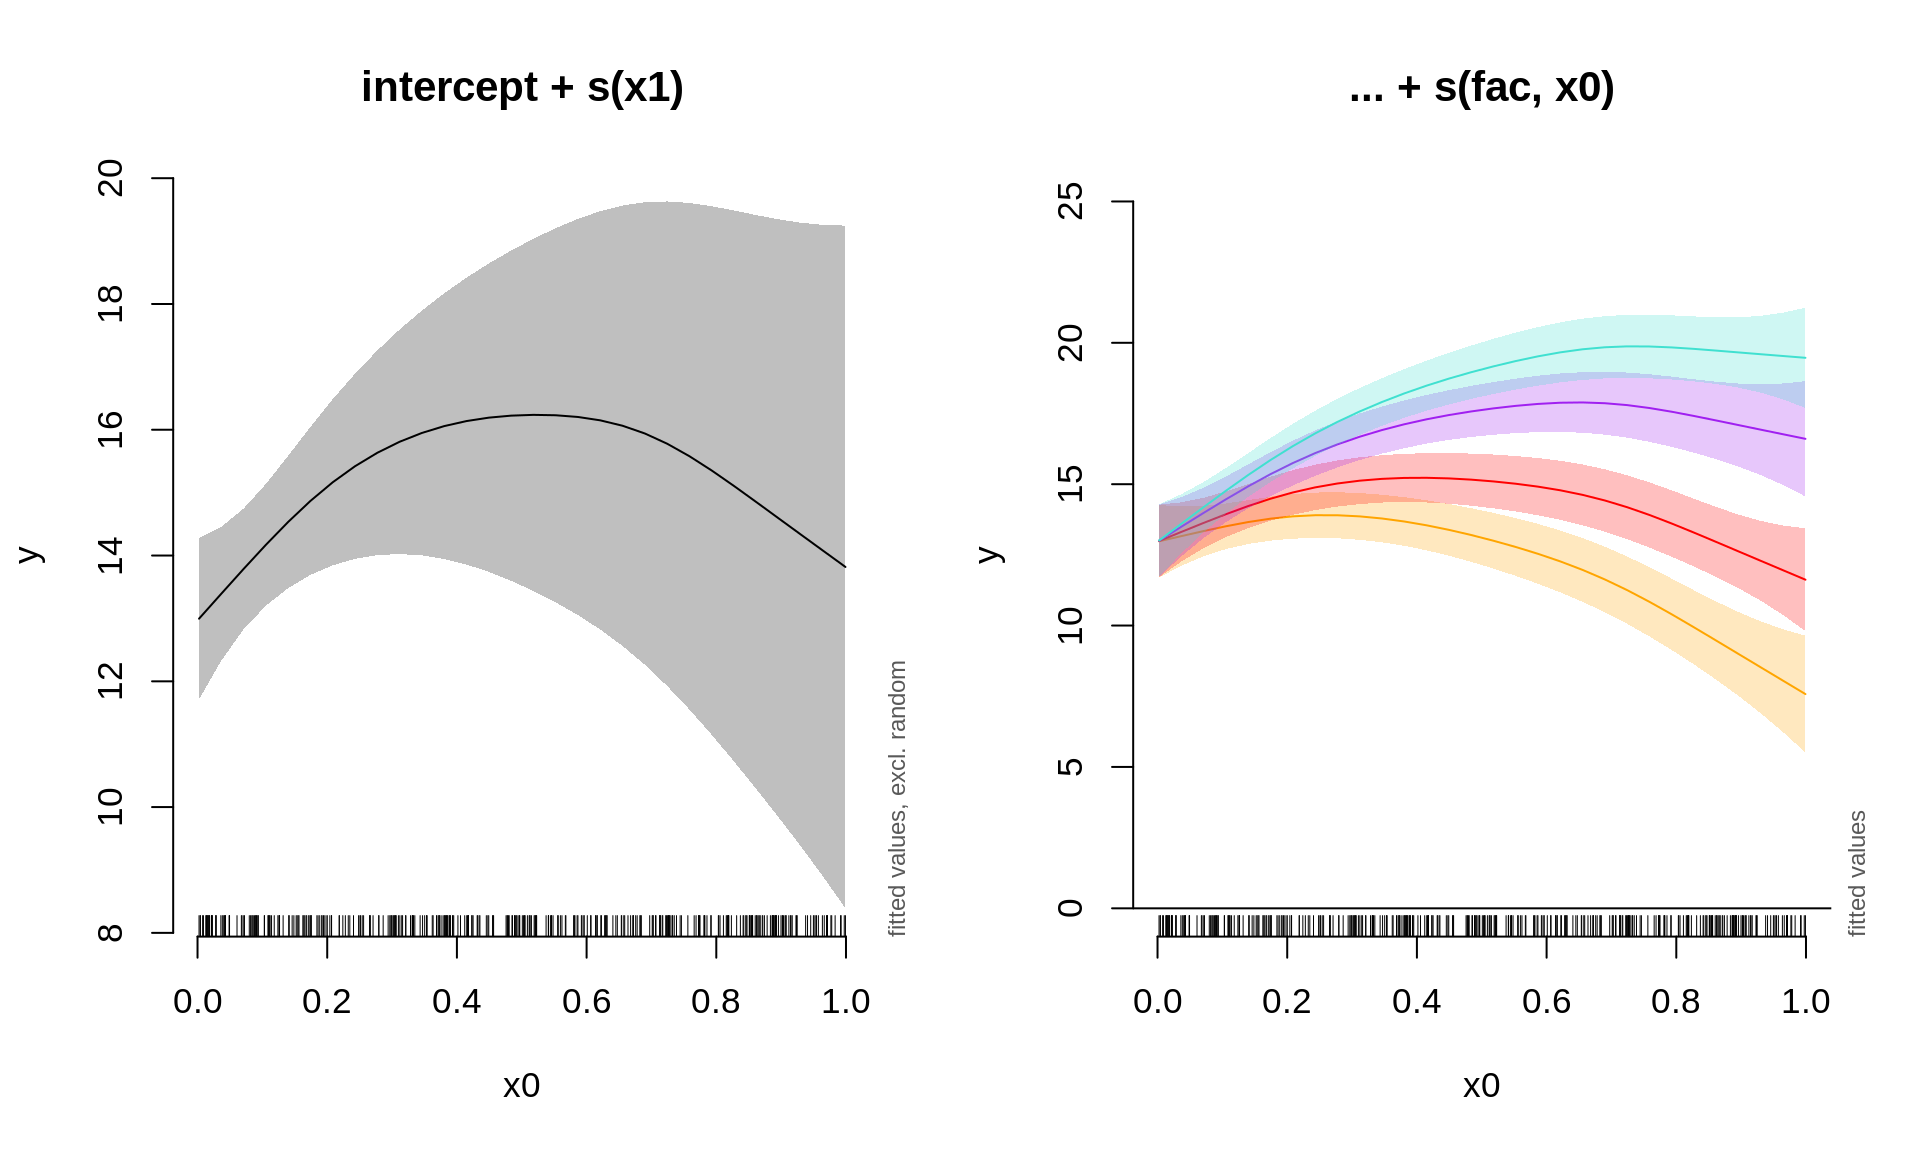 intercept + s(x1)
y
20
18
16
14
12
10
8
0.0 0.2 0.4 0.6 0.8 1.0
x0
fitted values, excl. random
... + s(fac, x0)
y
25
20
15
10
5
0
0.0 0.2 0.4 0.6 0.8 1.0
x0
fitted values